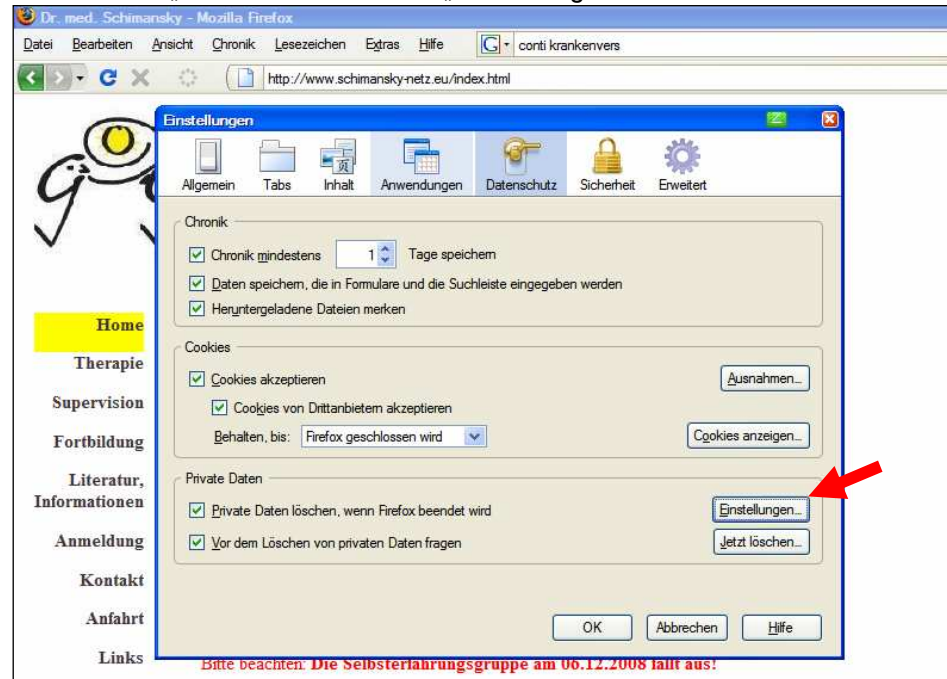 Dr. med. Schimansky - Mozilla Firefox
Datei Bearbeiten Ansicht Chronik Lesezeichen Extras Hilfe G conti krankenvers
http://www.schimansky-netz.eu/index.html
Einstellungen
Allgemein Tabs Inhalt Anwendungen Datenschutz Sicherheit Erweitert
Chronik
Chronik mindestens 1 Tage speichern
Daten speichern, die in Formulare und die Suchleiste eingegeben werden
Heruntergeladene Dateien merken
Cookies
Cookies akzeptieren Ausnahmen...
Cookies von Drittanbietern akzeptieren
Behalten, bis: Firefox geschlossen wird Cookies anzeigen...
Private Daten
Private Daten löschen, wenn Firefox beendet wird Einstellungen...
Vor dem Löschen von privaten Daten fragen Jetzt löschen...
OK Abbrechen Hilfe
Home
Therapie
Supervision
Fortbildung
Literatur,
Informationen
Anmeldung
Kontakt
Anfahrt
Links
Bitte beachten: Die Selbsterfahrungsgruppe am 06.12.2008 fällt aus!